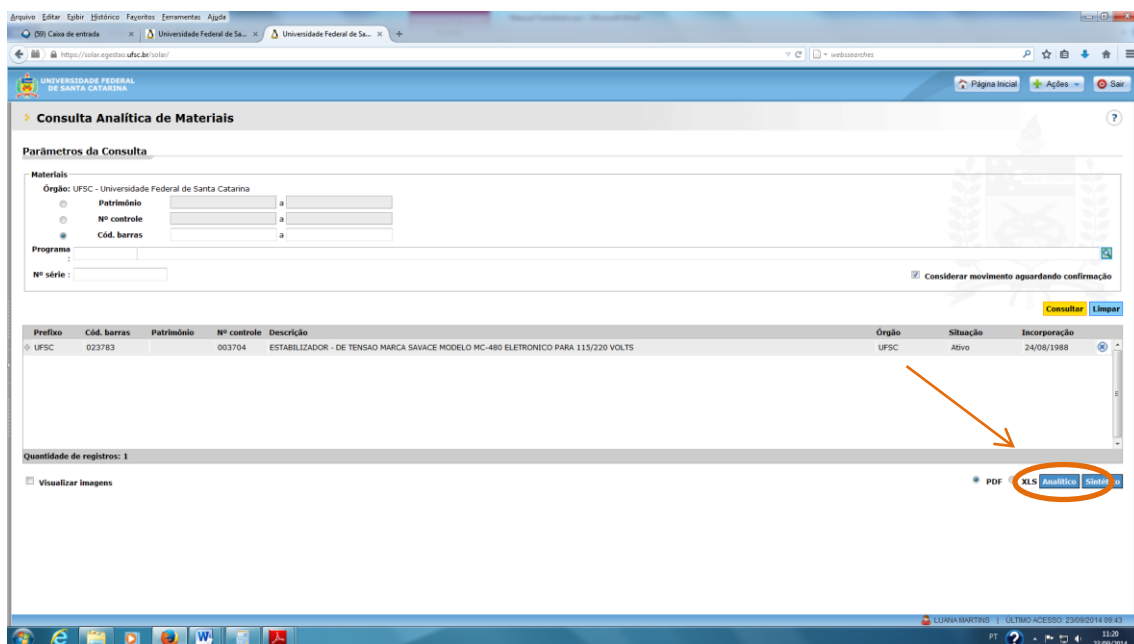 Arquivo Editar Exibir Histórico Favoritos Ferramentas Ajuda
(59) Caixa de entrada × Universidade Federal de Sa... × Universidade Federal de Sa... × +
https://solar.egestao.ufsc.br/solar/ websearches
UNIVERSIDADE FEDERAL
DE SANTA CATARINA
Página Inicial Ações Sair
Consulta Analítica de Materiais ?
Parâmetros da Consulta
Materiais
Órgão: UFSC - Universidade Federal de Santa Catarina
Patrimônio a
Nº controle a
Cód. barras a
Programa
:
Nº série :
Considerar movimento aguardando confirmação
Consultar Limpar
Prefixo Cód. barras Patrimônio Nº controle Descrição Órgão Situação Incorporação
UFSC 023783 003704 ESTABILIZADOR - DE TENSAO MARCA SAVACE MODELO MC-480 ELETRONICO PARA 115/220 VOLTS UFSC Ativo 24/08/1988
Quantidade de registros: 1
Visualizar imagens
PDF XLS Analítico Sintético
LUANA MARTINS | ÚLTIMO ACESSO: 23/09/2014 09:43
PT ? 11:20
23/09/2014